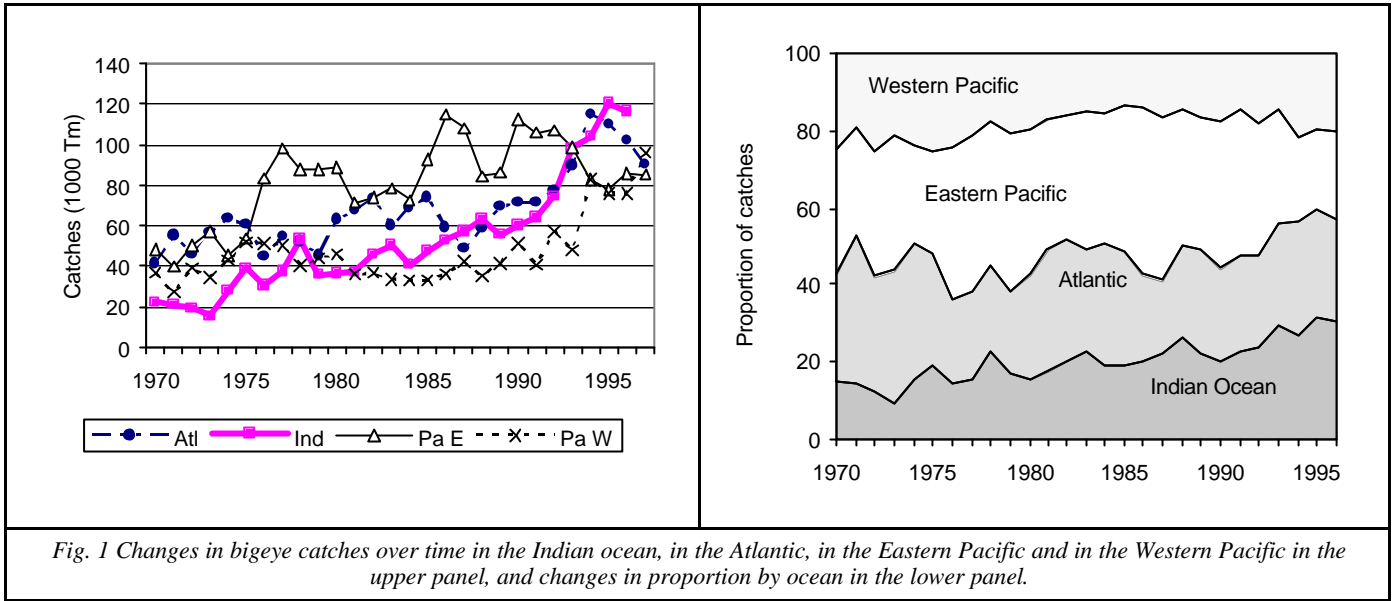 140
120
100
80
60
40
20
0
Catches (1000 Tm)
1970 1975 1980 1985 1990 1995
Atl Ind Pa E Pa W
100
80
60
40
20
0
Proportion of catches
Western Pacific
Eastern Pacific
Atlantic
Indian Ocean
1970 1975 1980 1985 1990 1995
Fig. 1 Changes in bigeye catches over time in the Indian ocean, in the Atlantic, in the Eastern Pacific and in the Western Pacific in the
upper panel, and changes in proportion by ocean in the lower panel.